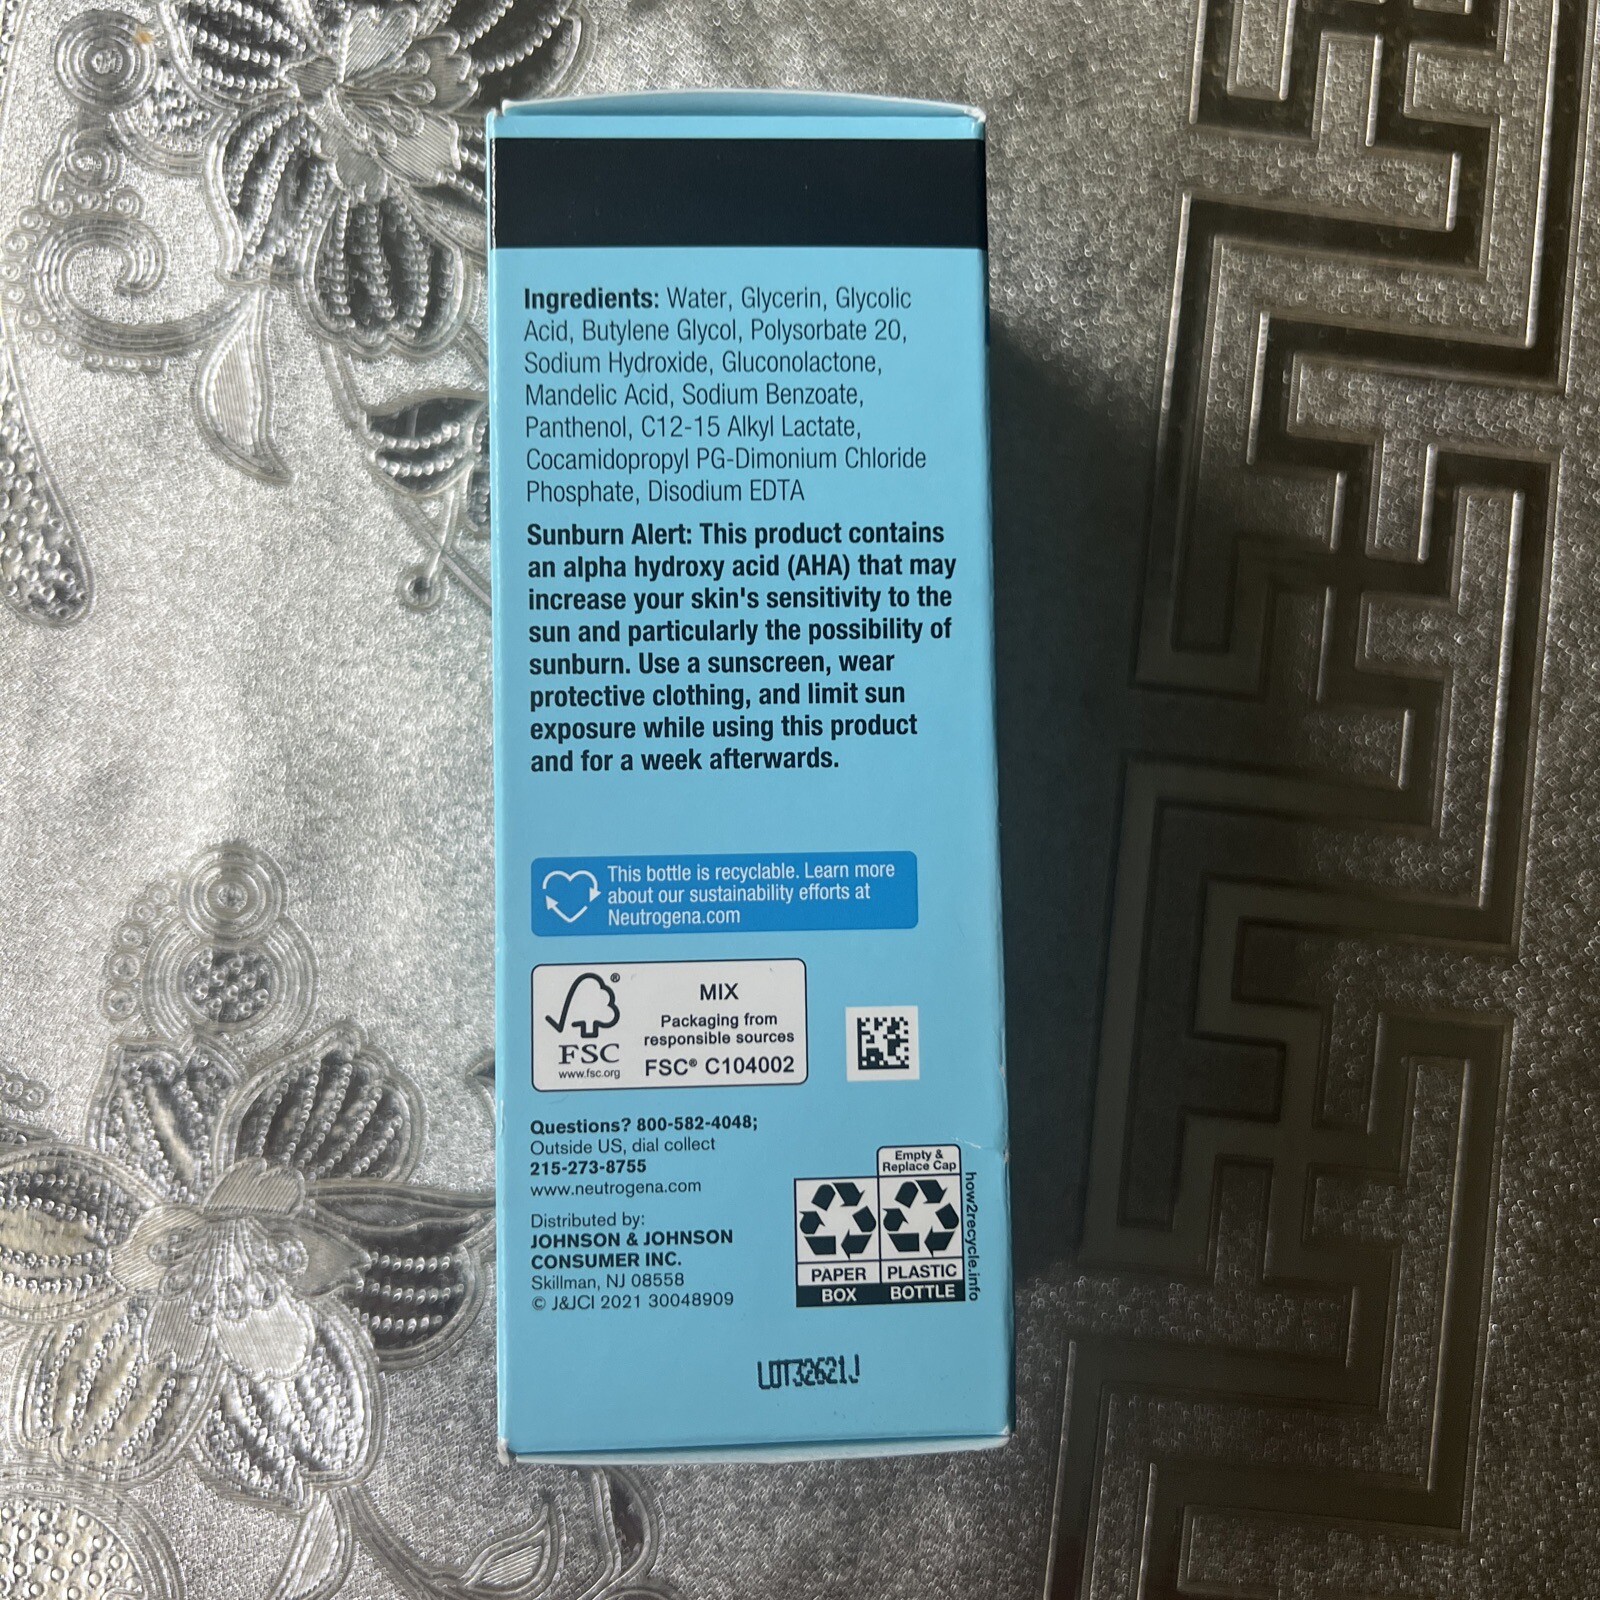 Ingredients: Water, Glycerin, Glycolic
Acid, Butylene Glycol, Polysorbate 20,
Sodium Hydroxide, Gluconolactone,
Mandelic Acid, Sodium Benzoate,
Panthenol, C12-15 Alkyl Lactate,
Cocamidopropyl PG-Dimonium Chloride
Phosphate, Disodium EDTA
Sunburn Alert: This product contains
an alpha hydroxy acid (AHA) that may
increase your skin's sensitivity to the
sun and particularly the possibility of
sunburn. Use a sunscreen, wear
protective clothing, and limit sun
exposure while using this product
and for a week afterwards.
This bottle is recyclable. Learn more
about our sustainability efforts at
Neutrogena.com
®
FSC
www.fsc.org
MIX
Packaging from
responsible sources
FSC® C104002
Questions? 800-582-4048;
Outside US, dial collect
215-273-8755
www.neutrogena.com
Distributed by:
JOHNSON & JOHNSON
CONSUMER INC.
Skillman, NJ 08558
© J&JCI 2021 30048909
Empty &
Replace Cap
PAPER
BOX
PLASTIC
BOTTLE
how2recycle.info
LOT32621J